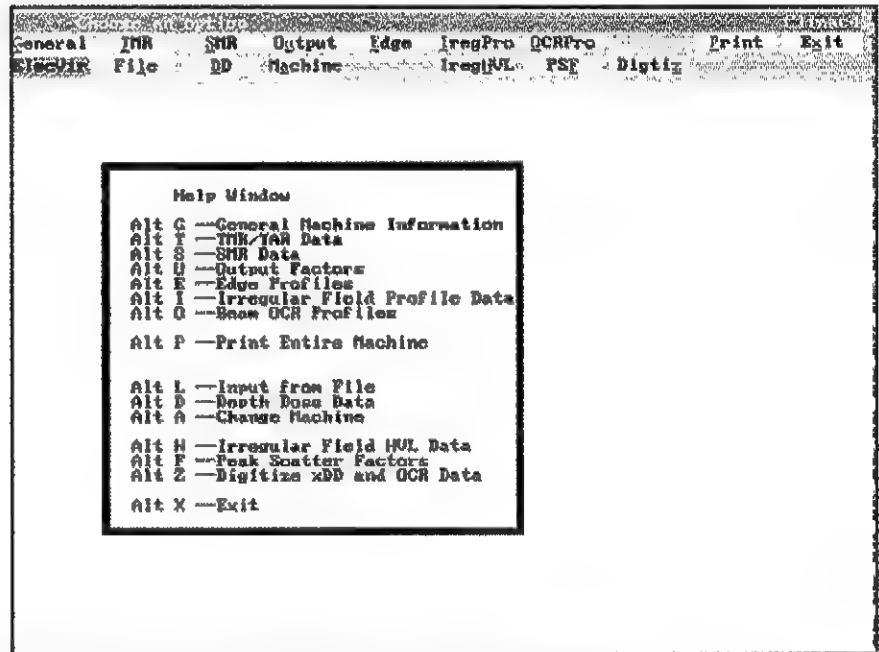 General TMR SMR Output Edge IregPro OCRPro Print Exit
ElecVir File DD Machine IregHVL PSF Digtiz
Help Window
Alt G —General Machine Information
Alt T —TMR/TAR Data
Alt S —SMR Data
Alt U —Output Factors
Alt E —Edge Profiles
Alt I —Irregular Field Profile Data
Alt O —Beam OCR Profiles
Alt P —Print Entire Machine
Alt L —Input from File
Alt D —Depth Dose Data
Alt A —Change Machine
Alt H —Irregular Field HVL Data
Alt F —Peak Scatter Factors
Alt Z —Digitize xDD and OCR Data
Alt X —Exit